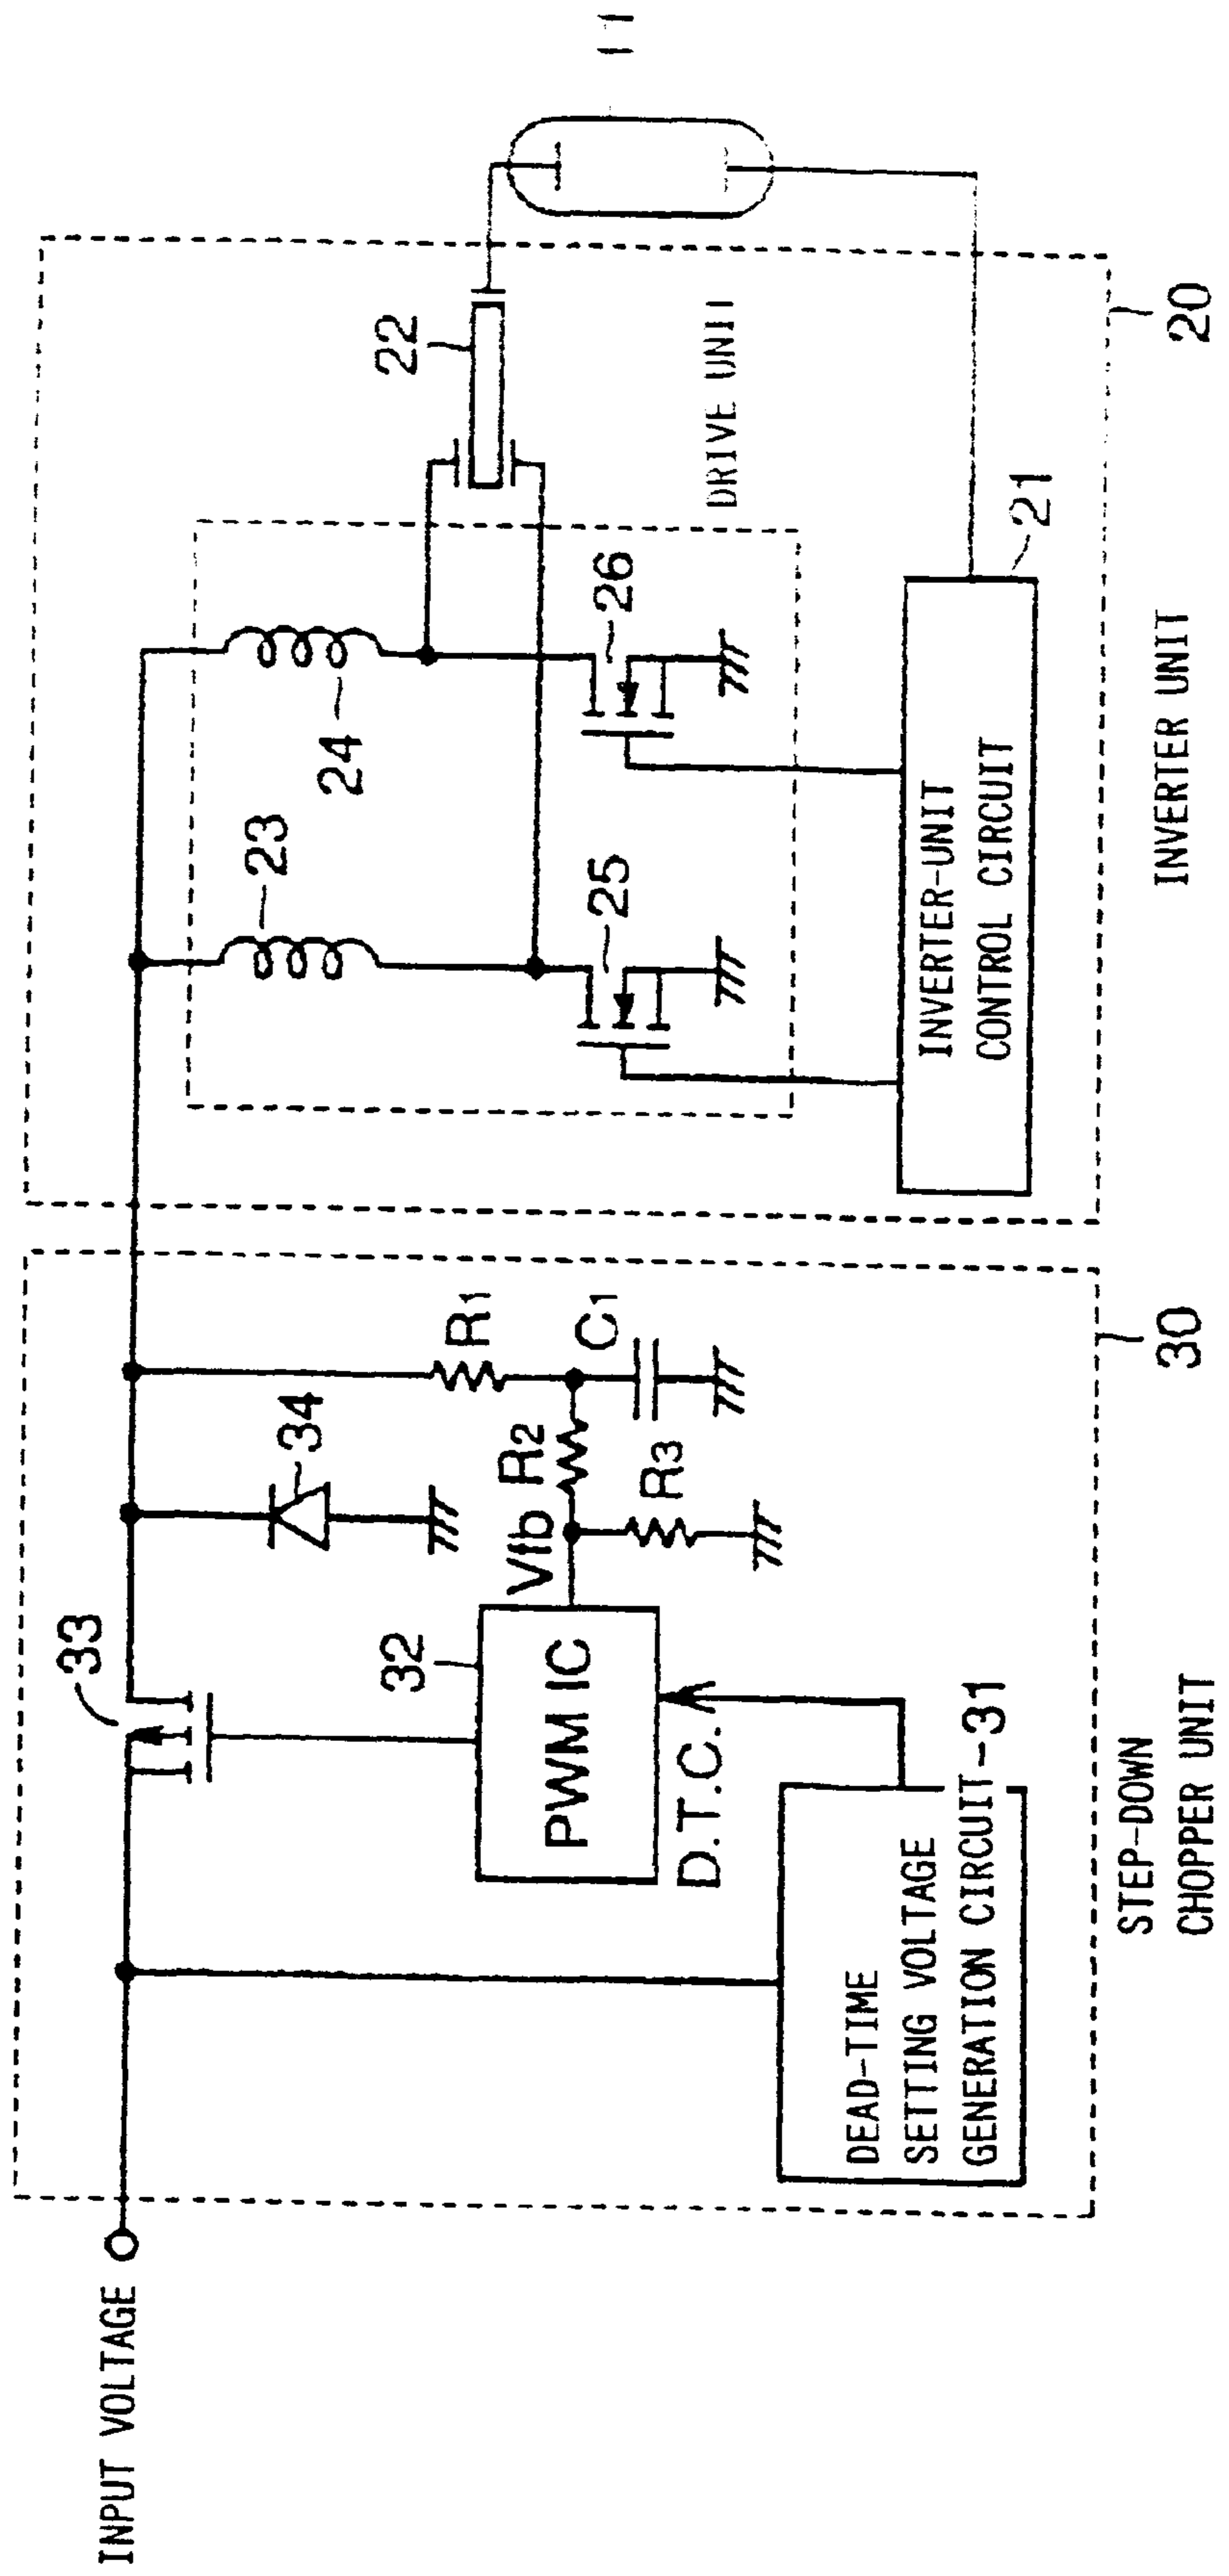 INPUT VOLTAGE
33
34
32
PWM IC
Vfb
R1
R2
R3
C1
D.T.C.
DEAD-TIME
SETTING VOLTAGE
GENERATION CIRCUIT
31
30
STEP-DOWN
CHOPPER UNIT
23
24
25
26
22
DRIVE UNIT
INVERTER-UNIT
CONTROL CIRCUIT
21
20
INVERTER UNIT
11